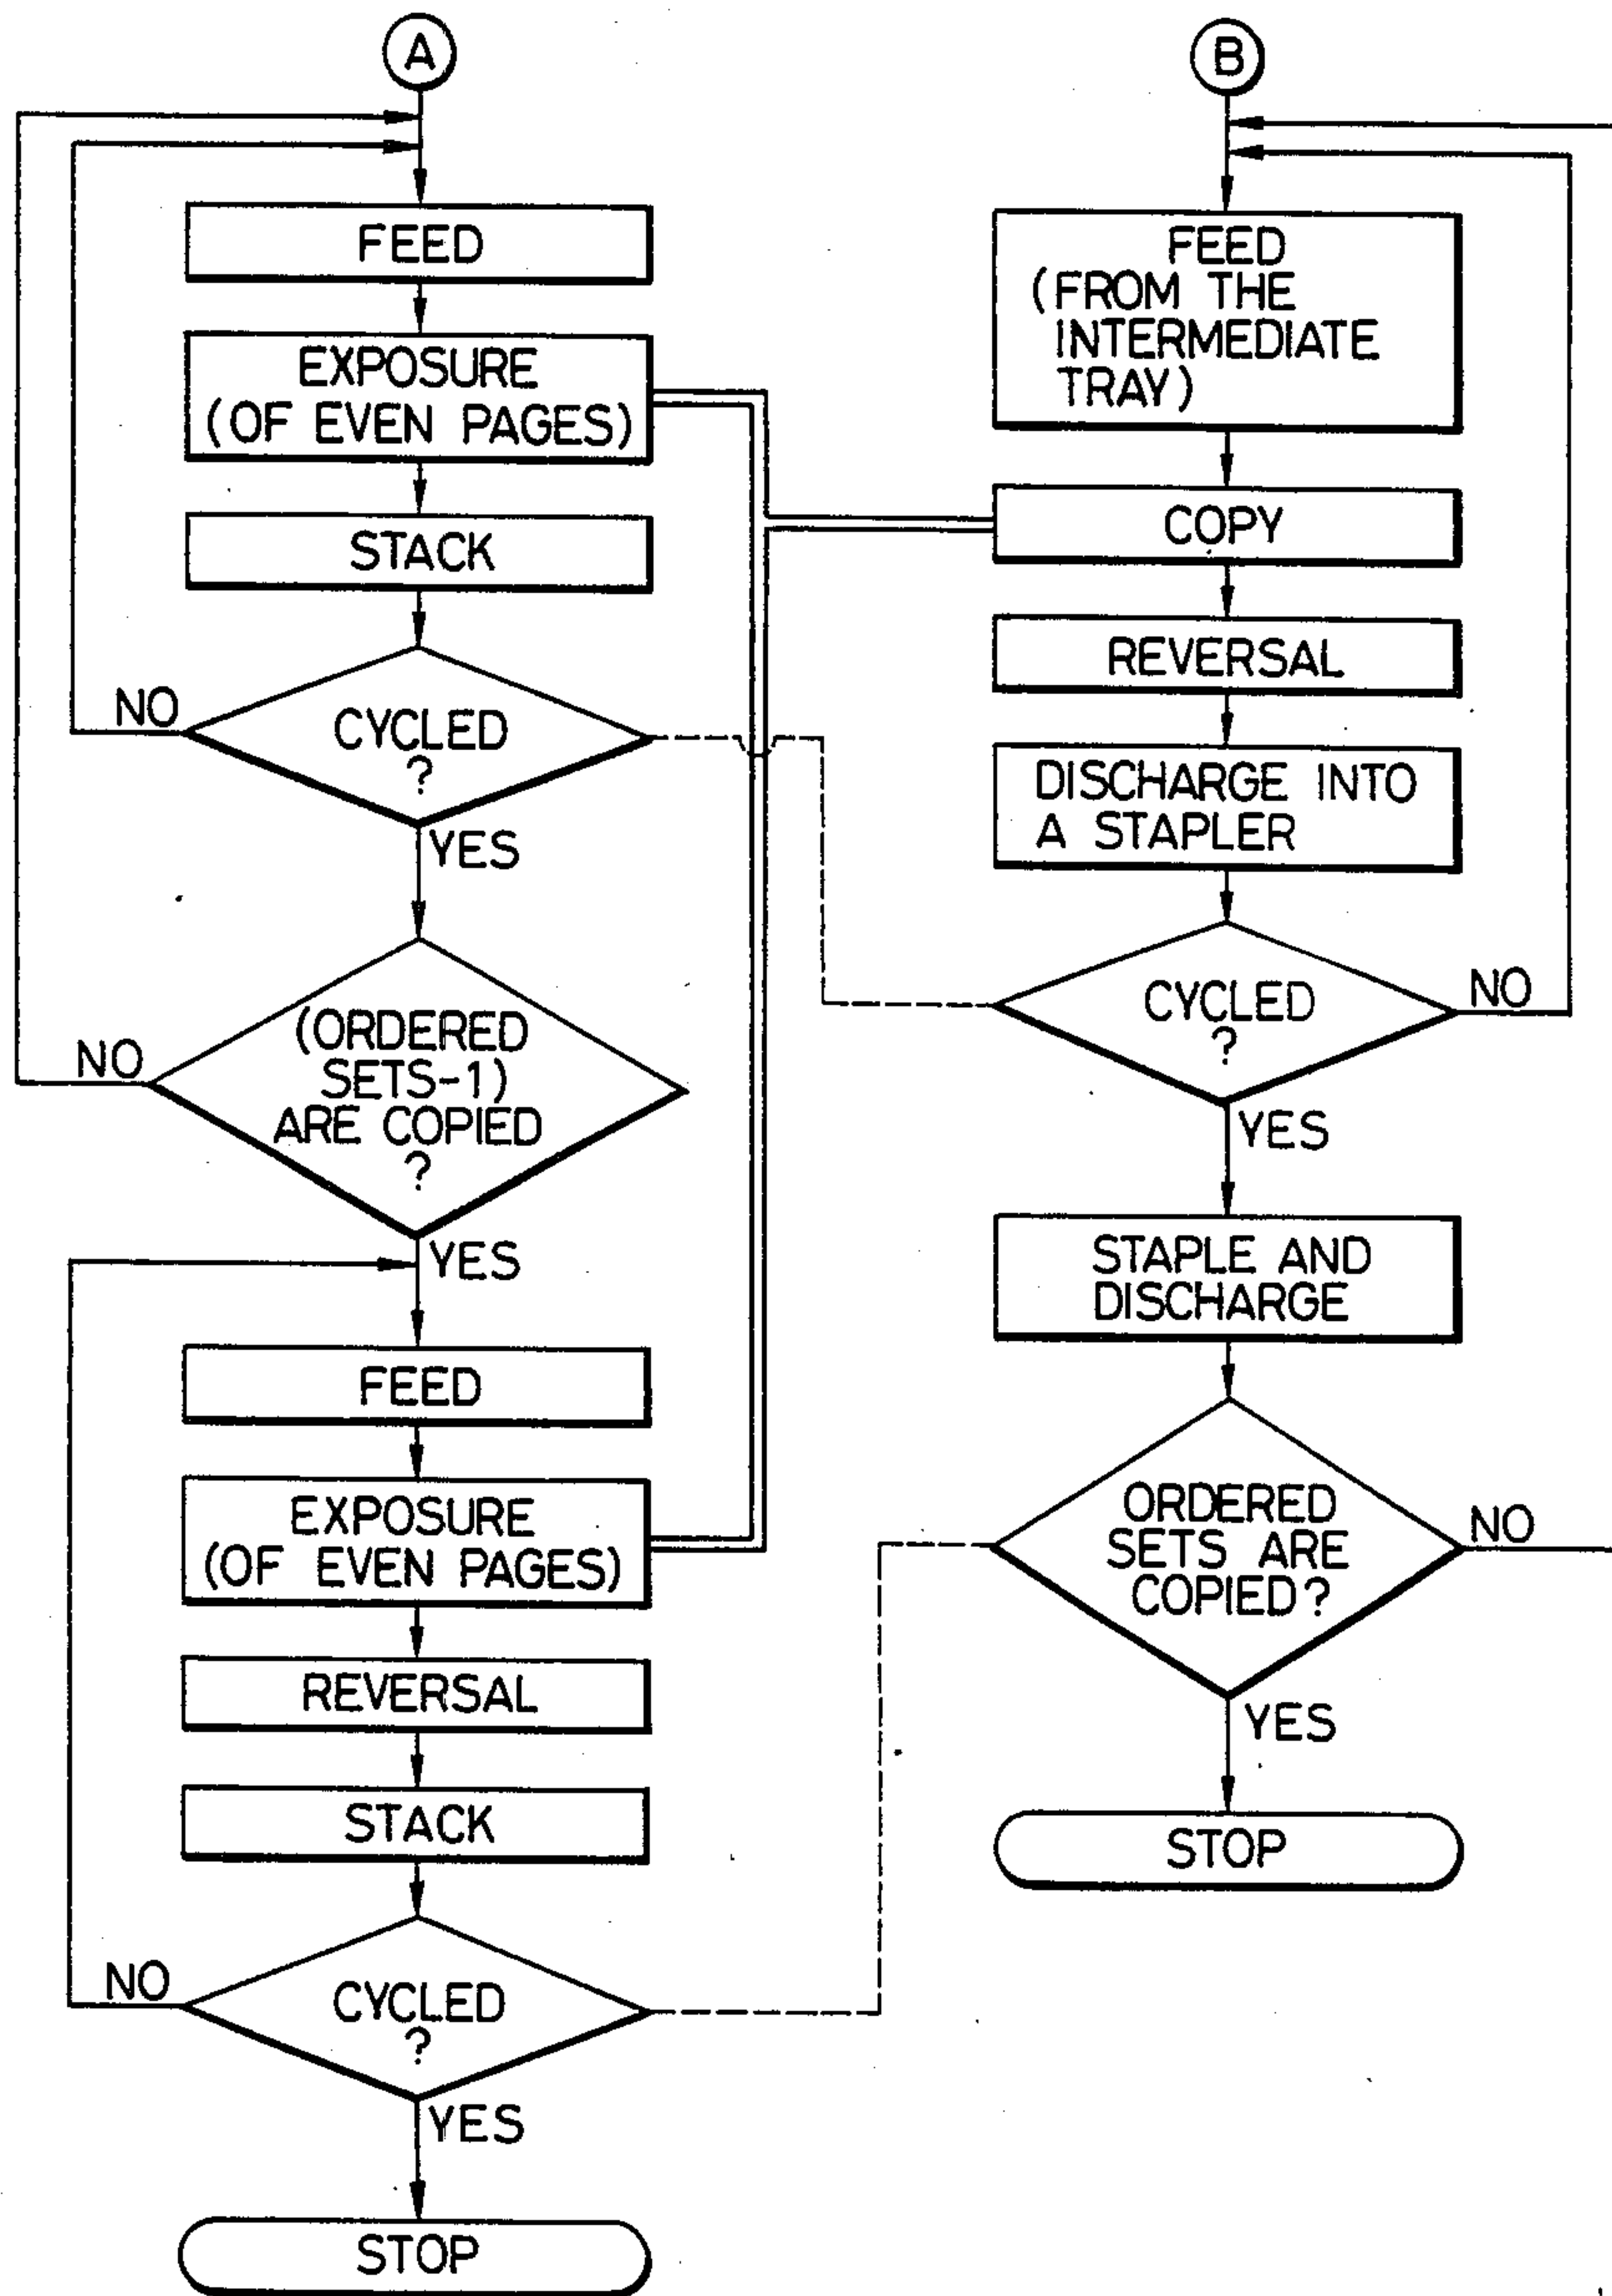 A
FEED
EXPOSURE
(OF EVEN PAGES)
STACK
CYCLED
?
NO
YES
(ORDERED
SETS-1)
ARE COPIED
?
NO
YES
FEED
EXPOSURE
(OF EVEN PAGES)
REVERSAL
STACK
CYCLED
?
NO
YES
STOP
B
FEED
(FROM THE
INTERMEDIATE
TRAY)
COPY
REVERSAL
DISCHARGE INTO
A STAPLER
CYCLED
?
NO
YES
STAPLE AND
DISCHARGE
ORDERED
SETS ARE
COPIED?
NO
YES
STOP